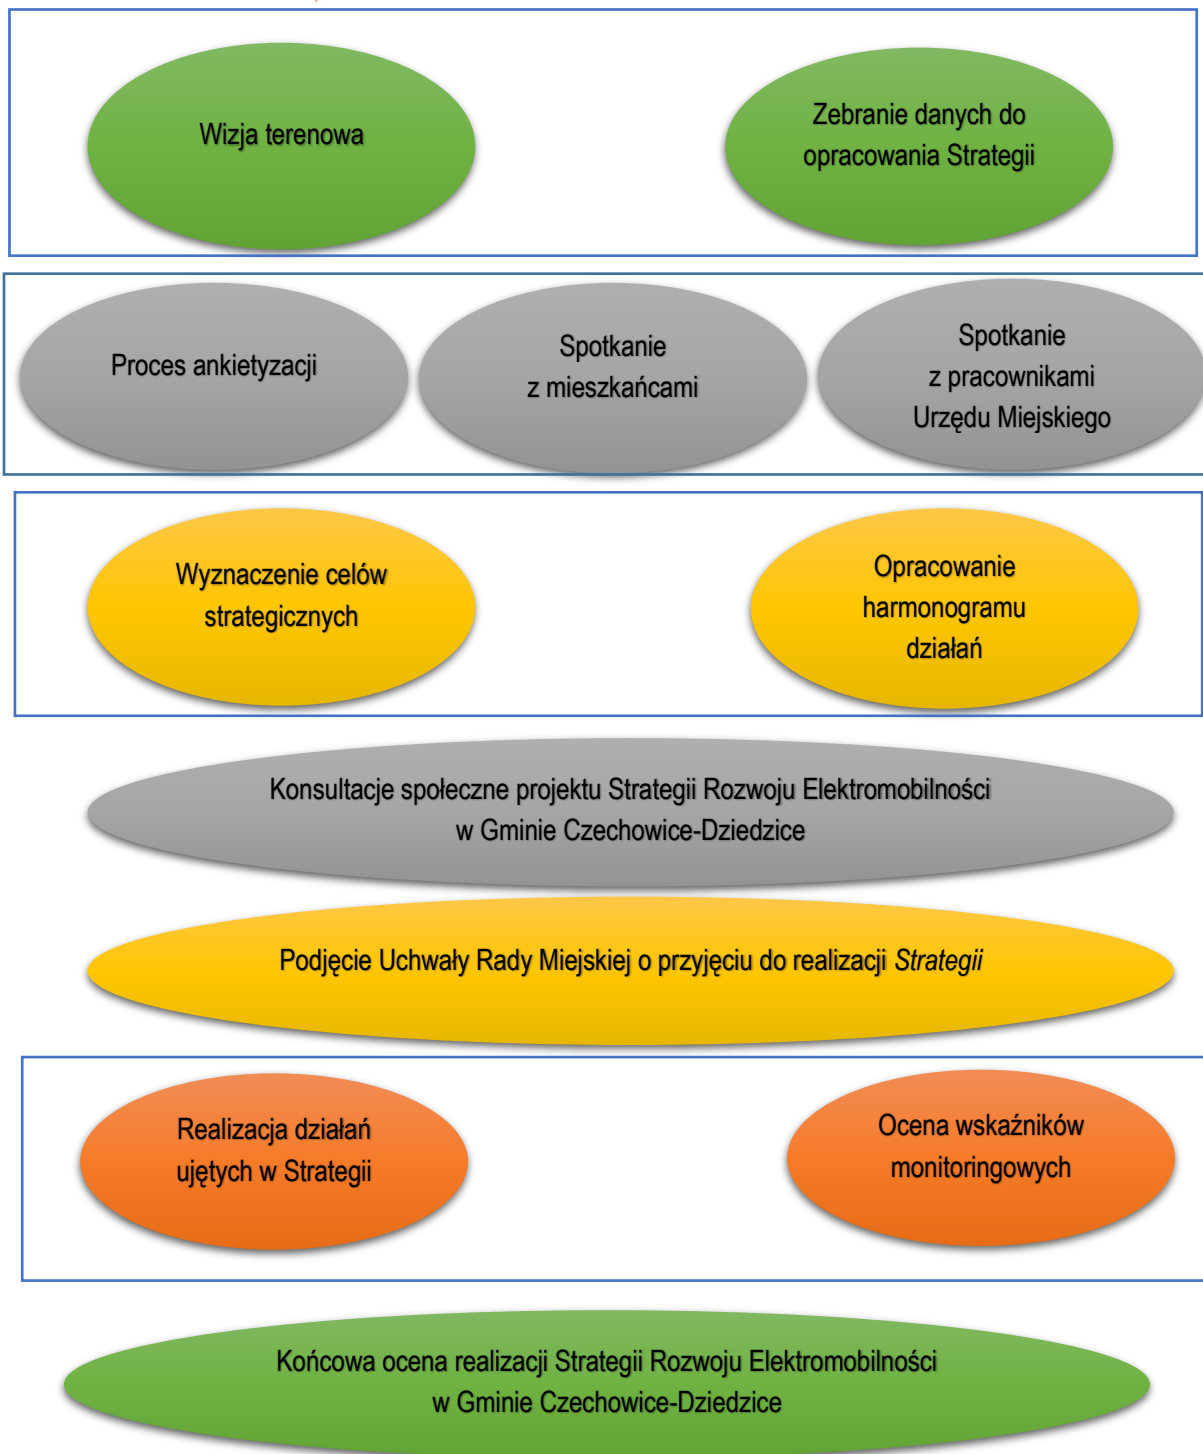 Wizja terenowa
Zebranie danych do
opracowania Strategii
Proces ankietyzacji
Spotkanie
z mieszkańcami
Spotkanie
z pracownikami
Urzędu Miejskiego
Wyznaczenie celów
strategicznych
Opracowanie
harmonogramu
działań
Konsultacje społeczne projektu Strategii Rozwoju Elektromobilności
w Gminie Czechowice-Dziedzice
Podjęcie Uchwały Rady Miejskiej o przyjęciu do realizacji Strategii
Realizacja działań
ujętych w Strategii
Ocena wskaźników
monitoringowych
Końcowa ocena realizacji Strategii Rozwoju Elektromobilności
w Gminie Czechowice-Dziedzice